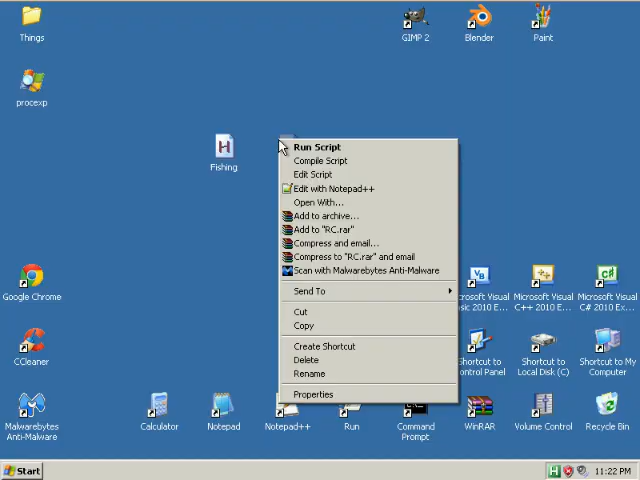 Things
GIMP 2
Blender
Paint
procexp
Fishing
Run Script
Compile Script
Edit Script
Edit with Notepad++
Open With...
Add to archive...
Add to "RC.rar"
Compress and email...
Compress to "RC.rar" and email
Scan with Malwarebytes Anti-Malware
Send To
Cut
Copy
Create Shortcut
Delete
Rename
Properties
Google Chrome
Microsoft Visual
Microsoft Visual
C++ 2010 E...
Microsoft Visual
C# 2010 Ex...
CCleaner
Shortcut to
Local Disk (C)
Shortcut to My
Computer
Malwarebytes
Anti-Malware
Calculator
Notepad
Notepad++
Run
Command
Prompt
WinRAR
Volume Control
Recycle Bin
Start
11:22 PM